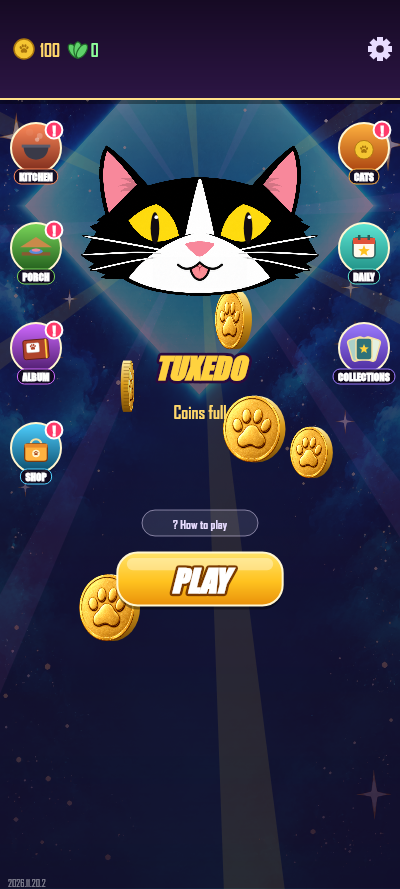 100
0
KITCHEN
CATS
PORCH
DAILY
ALBUM
COLLECTIONS
SHOP
TUXEDO
Coins full
? How to play
PLAY
2026.11.20.2